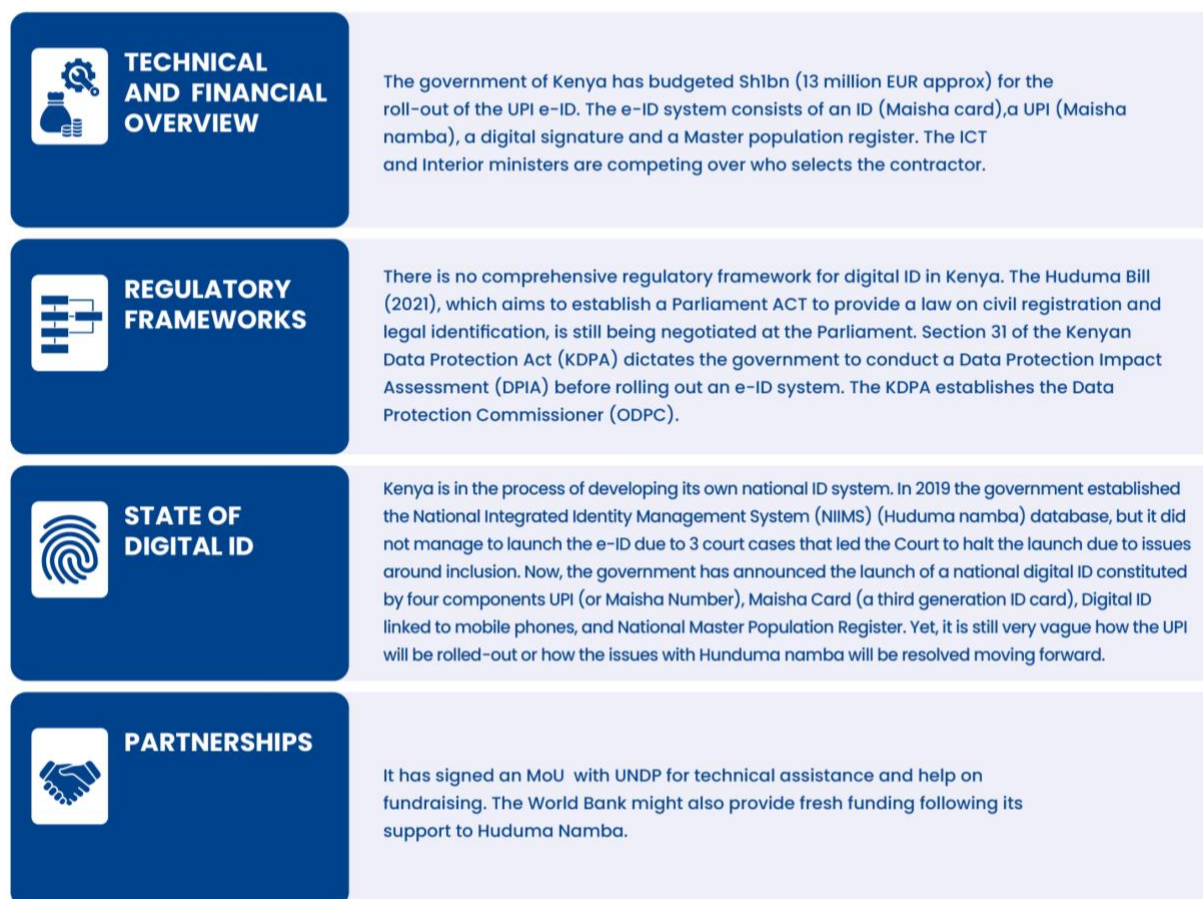 TECHNICAL
AND FINANCIAL
OVERVIEW
The government of Kenya has budgeted Sh1bn (13 million EUR approx) for the
roll-out of the UPI e-ID. The e-ID system consists of an ID (Maisha card),a UPI (Maisha
namba), a digital signature and a Master population register. The ICT
and Interior ministers are competing over who selects the contractor.
REGULATORY
FRAMEWORKS
There is no comprehensive regulatory framework for digital ID in Kenya. The Huduma Bill
(2021), which aims to establish a Parliament ACT to provide a law on civil registration and
legal identification, is still being negotiated at the Parliament. Section 31 of the Kenyan
Data Protection Act (KDPA) dictates the government to conduct a Data Protection Impact
Assessment (DPIA) before rolling out an e-ID system. The KDPA establishes the Data
Protection Commissioner (ODPC).
STATE OF
DIGITAL ID
Kenya is in the process of developing its own national ID system. In 2019 the government established
the National Integrated Identity Management System (NIIMS) (Huduma namba) database, but it did
not manage to launch the e-ID due to 3 court cases that led the Court to halt the launch due to issues
around inclusion. Now, the government has announced the launch of a national digital ID constituted
by four components UPI (or Maisha Number), Maisha Card (a third generation ID card), Digital ID
linked to mobile phones, and National Master Population Register. Yet, it is still very vague how the UPI
will be rolled-out or how the issues with Hunduma namba will be resolved moving forward.
PARTNERSHIPS
It has signed an MoU with UNDP for technical assistance and help on
fundraising. The World Bank might also provide fresh funding following its
support to Huduma Namba.